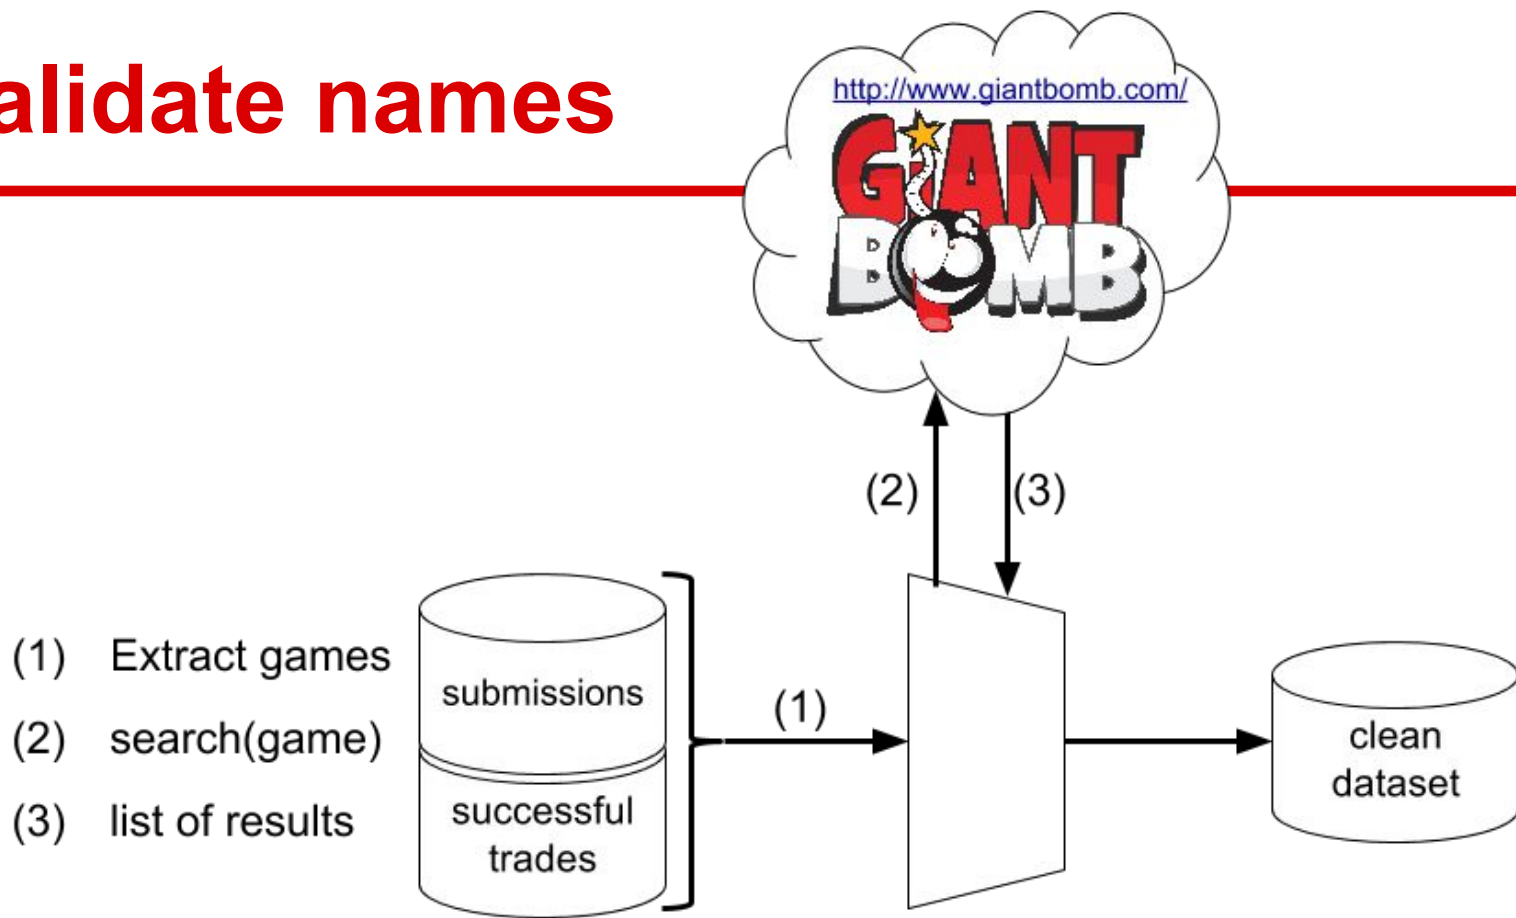 alidate names
http://www.giantbomb.com/
GIANT
BOMB
(2)
(3)
(1) Extract games
(2) search(game)
(3) list of results
submissions
successful
trades
(1)
clean
dataset